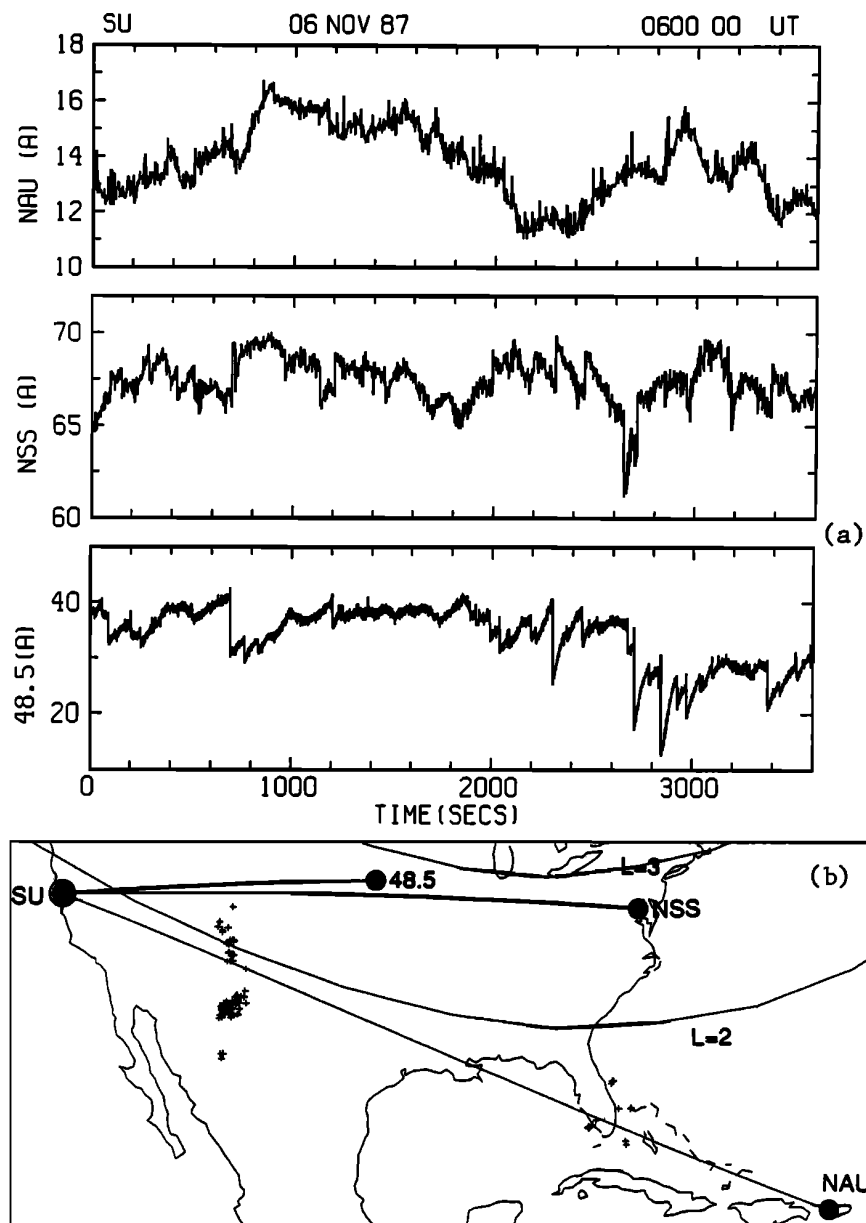 SU 06 NOV 87 0600 00 UT
18
16
14
12
10
NAU (A)
70
65
60
NSS (A)
(a)
40
20
48.5(A)
0 1000 2000 3000
TIME(SECS)
(b)
L=3
SU
48.5
NSS
L=2
NAU